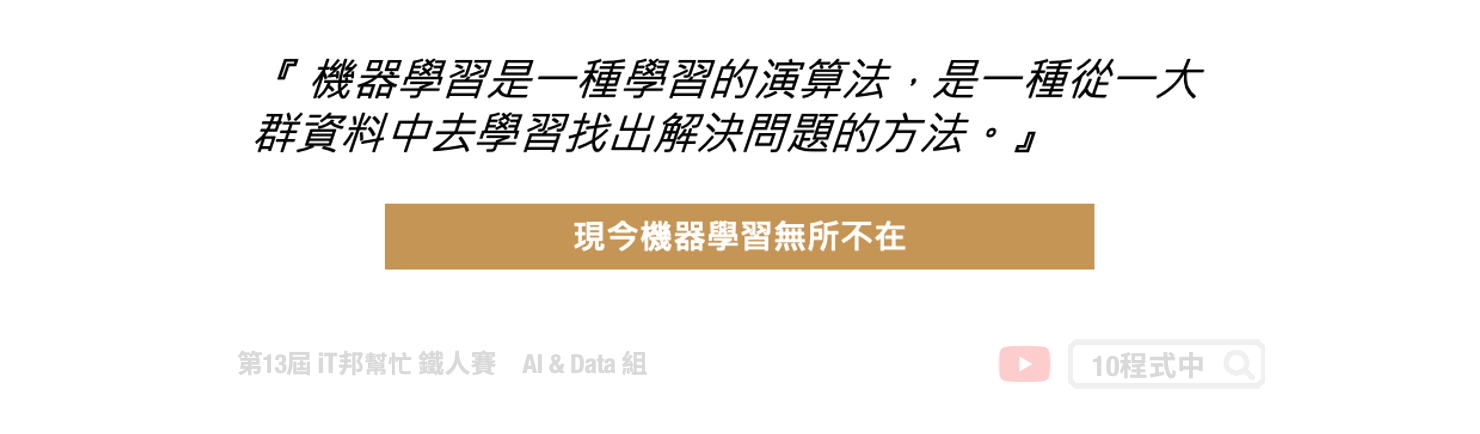 『 機器學習是一種學習的演算法，是一種從一大
群資料中去學習找出解決問題的方法。』
現今機器學習無所不在
第13屆 iT邦幫忙 鐵人賽 AI & Data 組
10程式中